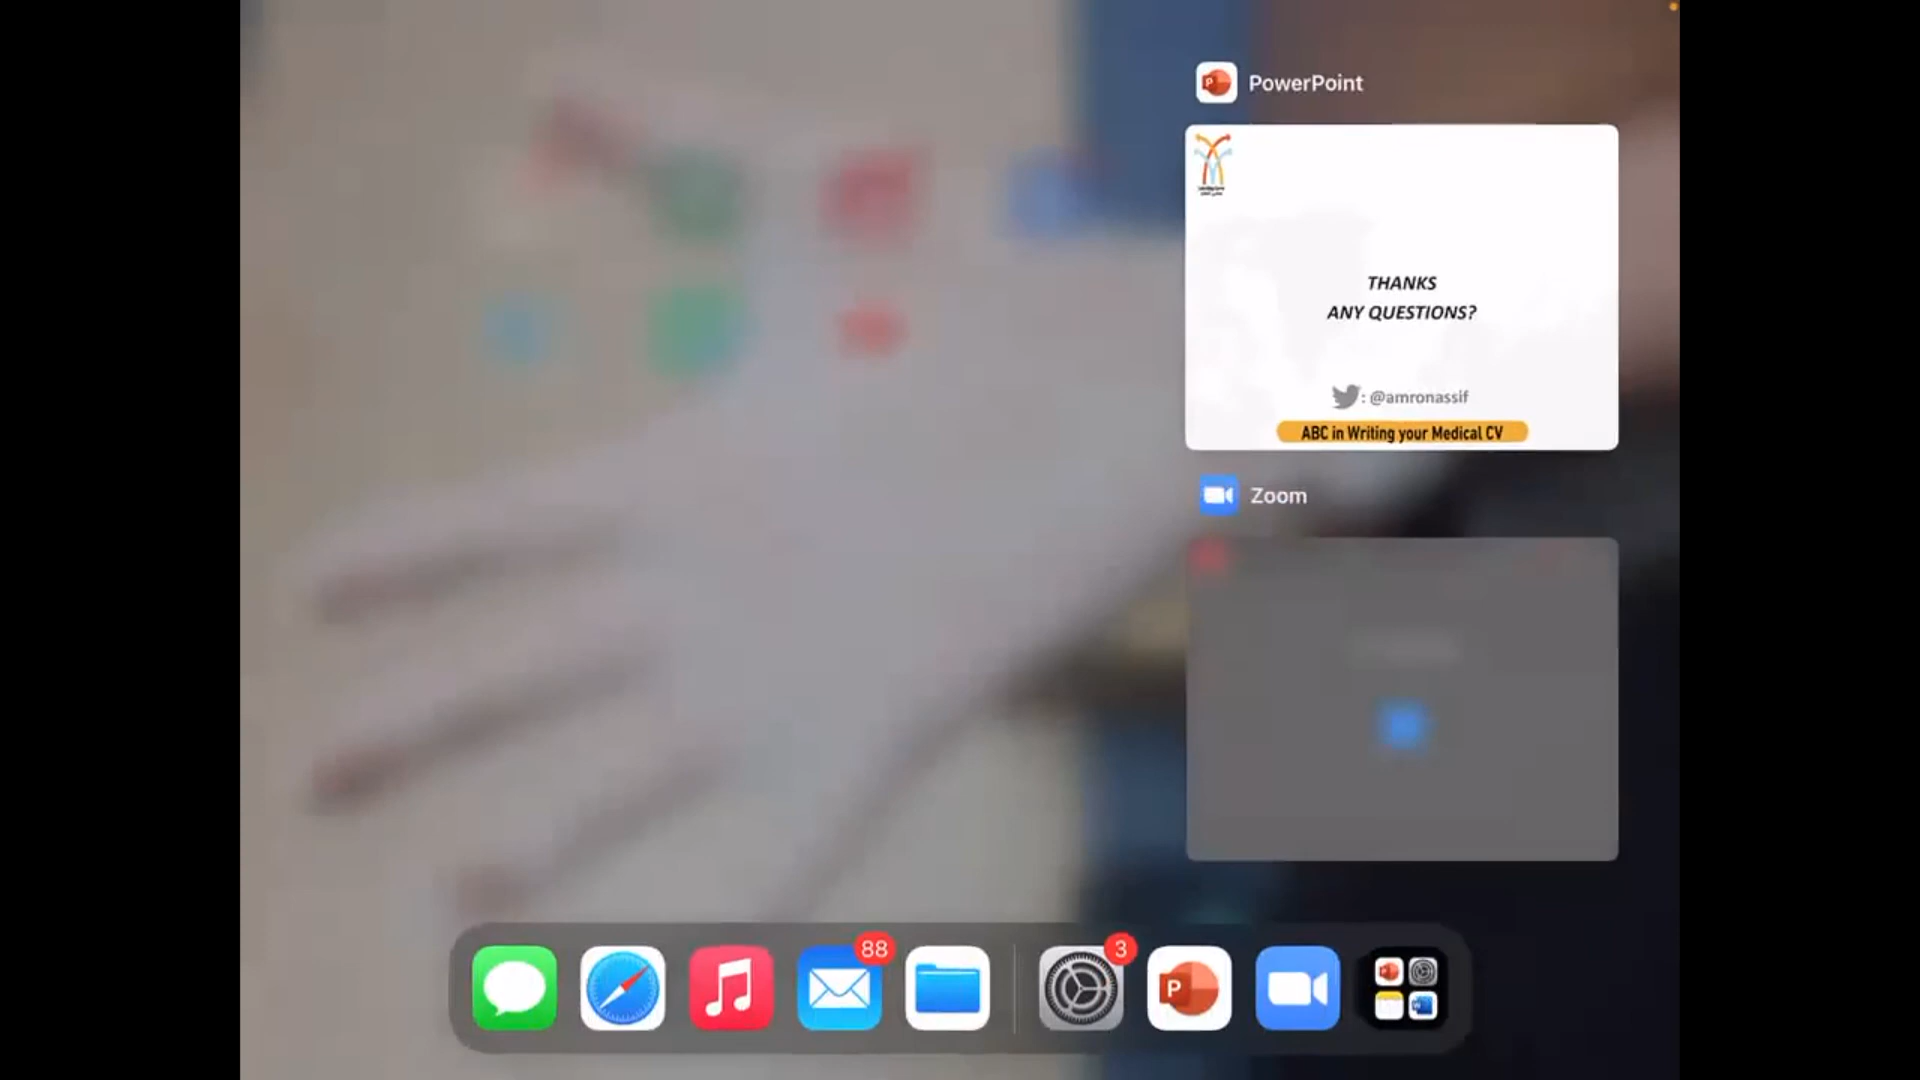 PowerPoint
THANKS
ANY QUESTIONS?
: @amronassif
ABC in Writing your Medical CV
Zoom
88
3
P